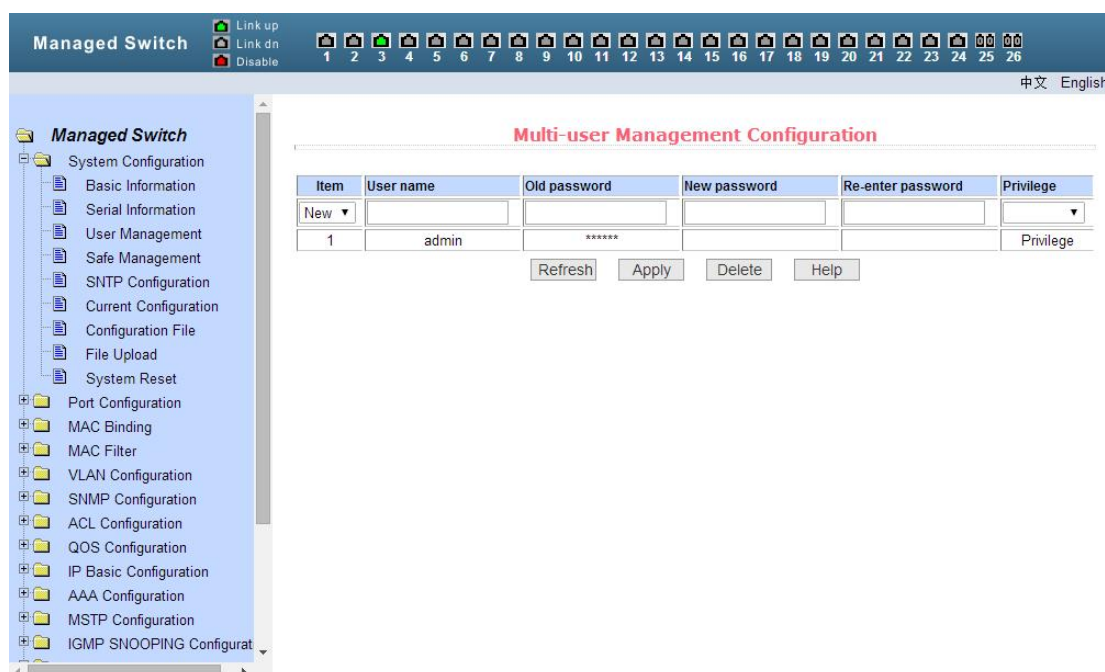 Managed Switch
Link up
Link dn
Disable
1 2 3 4 5 6 7 8 9 10 11 12 13 14 15 16 17 18 19 20 21 22 23 24 25 26
中文 English
Managed Switch
System Configuration
Basic Information
Serial Information
User Management
Safe Management
SNTP Configuration
Current Configuration
Configuration File
File Upload
System Reset
Port Configuration
MAC Binding
MAC Filter
VLAN Configuration
SNMP Configuration
ACL Configuration
QOS Configuration
IP Basic Configuration
AAA Configuration
MSTP Configuration
IGMP SNOOPING Configurat
Multi-user Management Configuration
Item User name Old password New password Re-enter password Privilege
New
1 admin ****** Privilege
Refresh Apply Delete Help